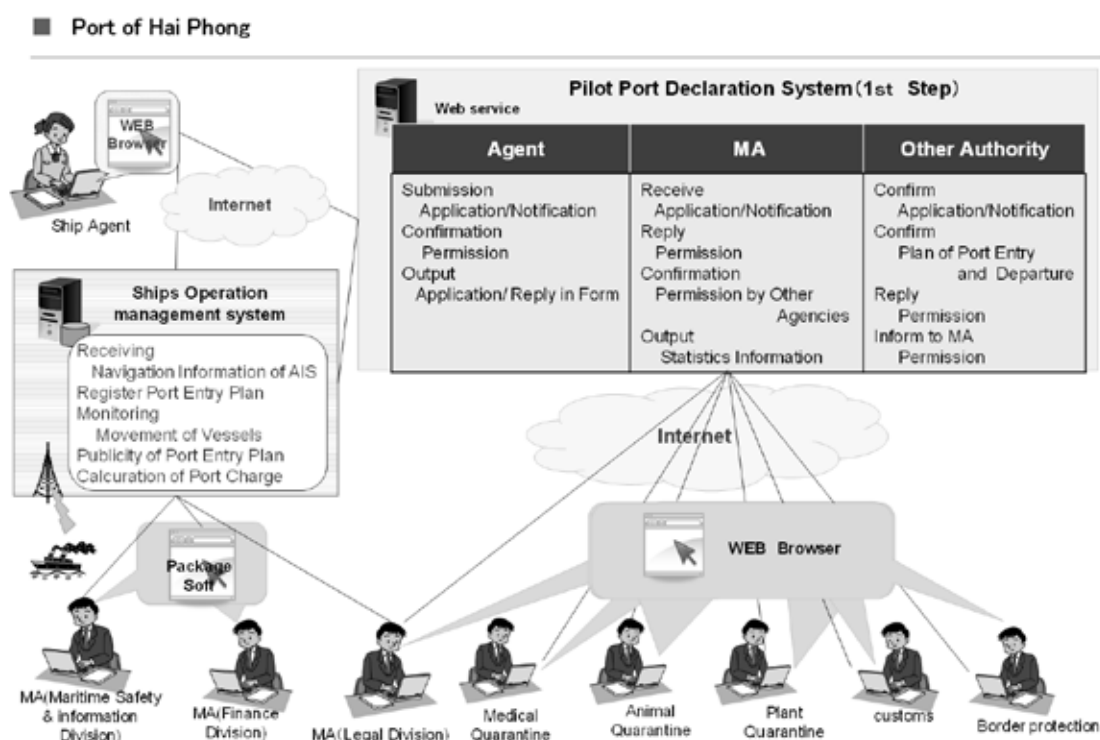 Port of Hai Phong
Pilot Port Declaration System(1st Step)
Web service
WEB
Browser
Ship Agent
Internet
Agent
MA
Other Authority
Submission
Application/Notification
Confirmation
Permission
Output
Application/ Reply in Form
Receive
Application/Notification
Reply
Permission
Confirmation
Permission by Other
Agencies
Output
Statistics Information
Confirm
Application/Notification
Confirm
Plan of Port Entry
and Departure
Reply
Permission
Inform to MA
Permission
Ships Operation
management system
Receiving
Navigation Information of AIS
Register Port Entry Plan
Monitoring
Movement of Vessels
Publicity of Port Entry Plan
Calcuration of Port Charge
Internet
WEB Browser
Package
Soft
MA(Maritime Safety
& information
Division)
MA(Finance
Division)
MA(Legal Division)
Medical
Quarantine
Animal
Quarantine
Plant
Quarantine
customs
Border protection